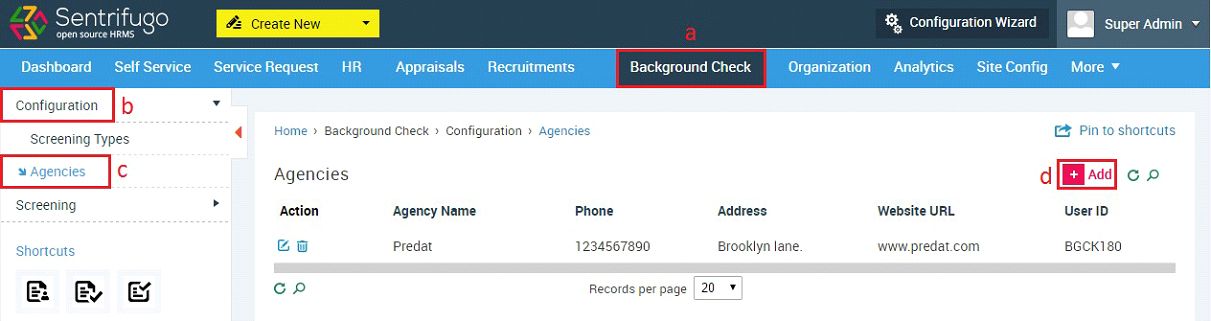 Sentrifugo
open source HRMS
Create New
a
Configuration Wizard
Super Admin
Dashboard Self Service Service Request HR Appraisals Recruitments Background Check Organization Analytics Site Config More
Configuration b
Screening Types
Agencies c
Screening
Shortcuts
Home › Background Check › Configuration › Agencies
Pin to shortcuts
Agencies
d + Add
Action Agency Name Phone Address Website URL User ID
Predat 1234567890 Brooklyn lane. www.predat.com BGCK180
Records per page 20